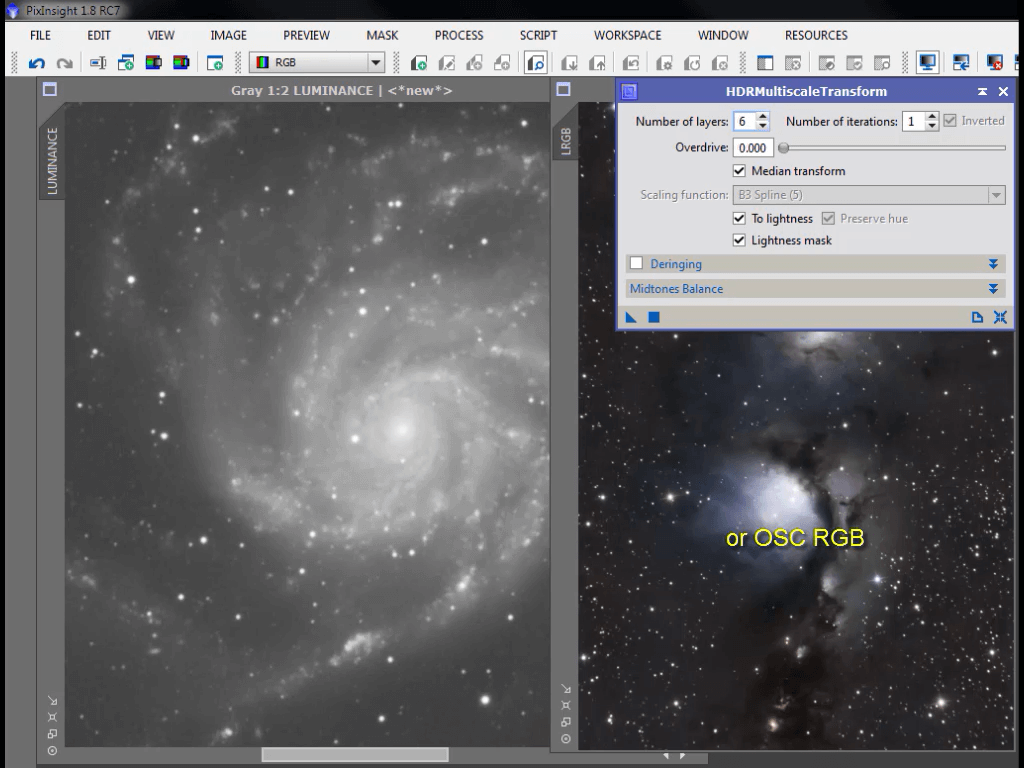 PixInsight 1.8 RC7
FILE EDIT VIEW IMAGE PREVIEW MASK PROCESS SCRIPT WORKSPACE WINDOW RESOURCES
RGB
Gray 1:2 LUMINANCE | <*new*>
LUMINANCE
LRGB
HDRMultiscaleTransform
Number of layers: 6 Number of iterations: 1 Inverted
Overdrive: 0.000
Median transform
Scaling function: B3 Spline (5)
To lightness Preserve hue
Lightness mask
Deringing
Midtones Balance
or OSC RGB